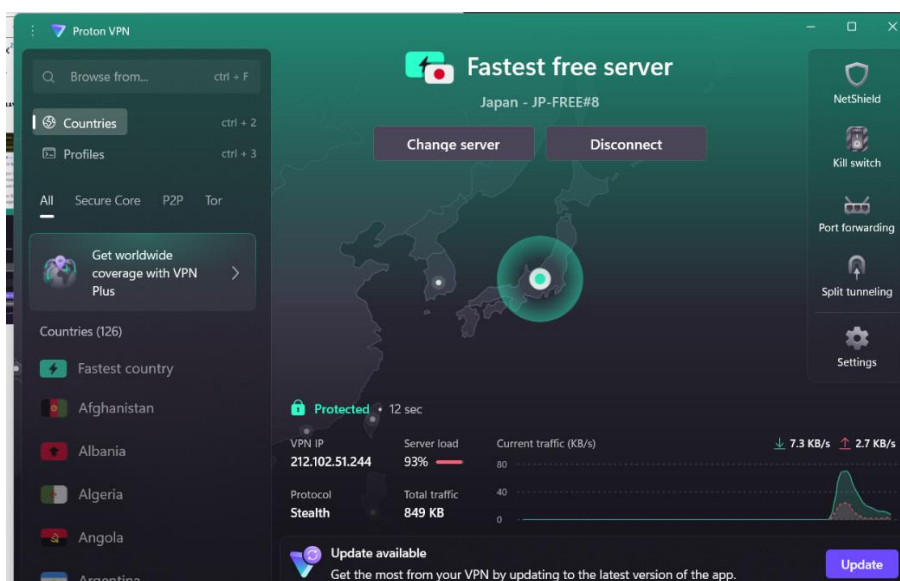 Proton VPN
Browse from... ctrl + F
Countries ctrl + 2
Profiles ctrl + 3
All Secure Core P2P Tor
Get worldwide
coverage with VPN
Plus
Countries (126)
Fastest country
Afghanistan
Albania
Algeria
Angola
Argentina
Fastest free server
Japan - JP-FREE#8
Change server Disconnect
Protected • 12 sec
VPN IP
212.102.51.244
Server load
93%
Protocol
Stealth
Total traffic
849 KB
Current traffic (KB/s) 7.3 KB/s 2.7 KB/s
80
40
0
Update available
Get the most from your VPN by updating to the latest version of the app.
Update
NetShield
Kill switch
Port forwarding
Split tunneling
Settings